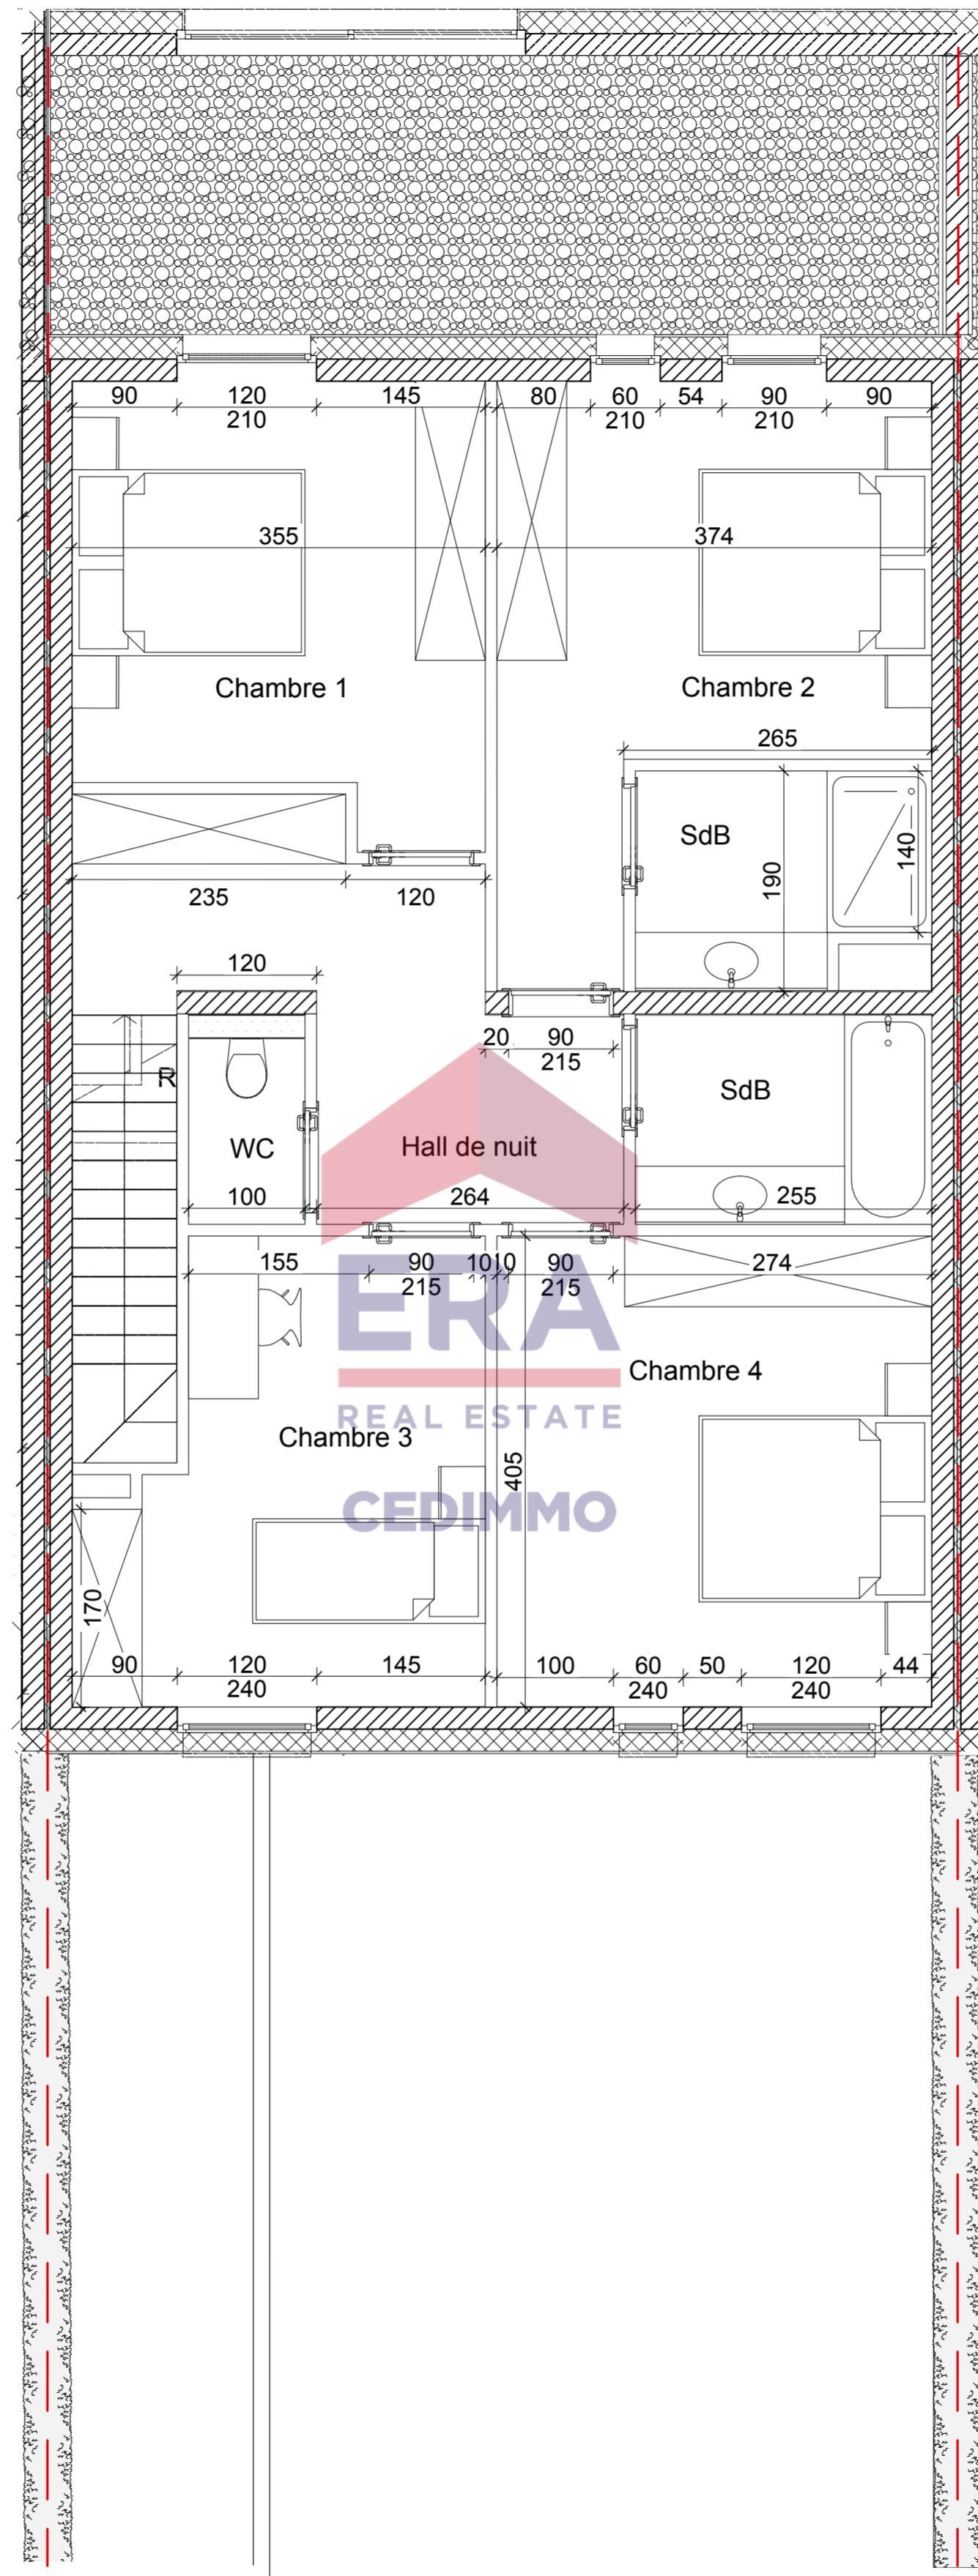 90 120 145 80 60 54 90 90
210 210 210
355 374
Chambre 1 Chambre 2
265
SdB
190
140
235 120
120
20 90
215
R
SdB
WC
Hall de nuit
100 264 255
155 90 10 10 90 274
215 215
ERA
Chambre 4
REAL ESTATE
Chambre 3
405
CEDIMMO
170
90 120 145 100 60 50 120 44
240 240 240